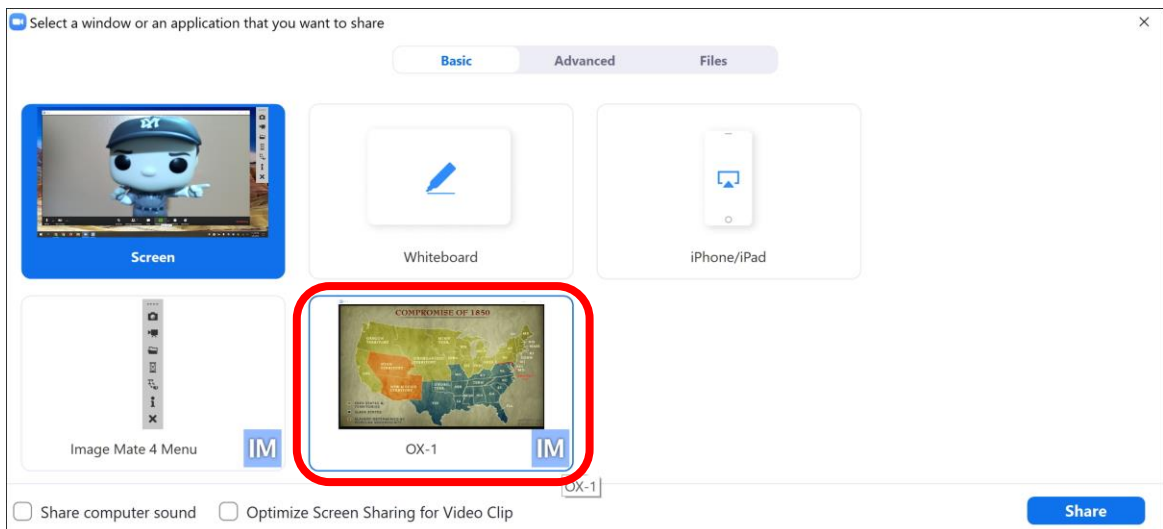 Select a window or an application that you want to share
Basic Advanced Files
Screen
Whiteboard
iPhone/iPad
COMPROMISE OF 1850
Image Mate 4 Menu IM
OX-1 IM
OX-1
Share computer sound Optimize Screen Sharing for Video Clip Share